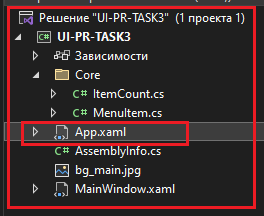 Решение "UI-PR-TASK3" (1 проекта)
UI-PR-TASK3
Зависимости
Core
C# ItemCount.cs
C# MenuItem.cs
App.xaml
C# AssemblyInfo.cs
bg_main.jpg
MainWindow.xaml